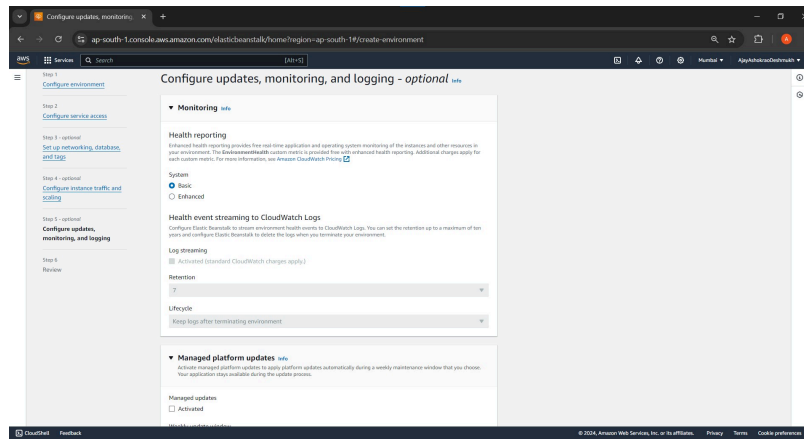 Configure updates, monitoring,
ap-south-1.console.aws.amazon.com/elasticbeanstalk/home?region=ap-south-1#/create-environment
aws
Services
Search
[Alt+S]
Mumbai
AjayAshokraoDeshmukh
Step 1
Configure environment
Step 2
Configure service access
Step 3 - optional
Set up networking, database,
and tags
Step 4 - optional
Configure instance traffic and
scaling
Step 5 - optional
Configure updates,
monitoring, and logging
Step 6
Review
Configure updates, monitoring, and logging - optional Info
Monitoring Info
Health reporting
Enhanced health reporting provides free real-time application and operating system monitoring of the instances and other resources in
your environment. The EnvironmentHealth custom metric is provided free with enhanced health reporting. Additional charges apply for
each custom metric. For more information, see Amazon CloudWatch Pricing
System
Basic
Enhanced
Health event streaming to CloudWatch Logs
Configure Elastic Beanstalk to stream environment health events to CloudWatch Logs. You can set the retention up to a maximum of ten
years and configure Elastic Beanstalk to delete the logs when you terminate your environment.
Log streaming
Activated (standard CloudWatch charges apply.)
Retention
7
Lifecycle
Keep logs after terminating environment
Managed platform updates Info
Activate managed platform updates to apply platform updates automatically during a weekly maintenance window that you choose.
Your application stays available during the update process.
Managed updates
Activated
Weekly update window
CloudShell Feedback
© 2024, Amazon Web Services, Inc. or its affiliates. Privacy Terms Cookie preferences